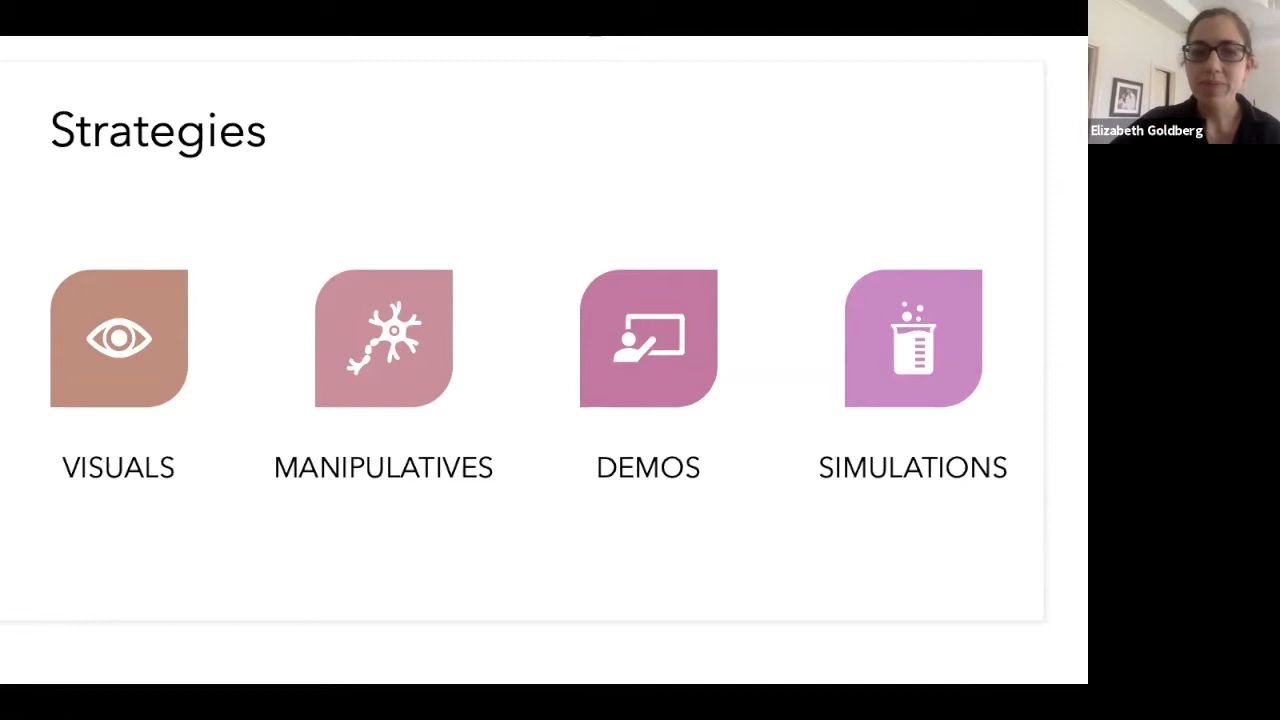 Strategies
VISUALS
MANIPULATIVES
DEMOS
SIMULATIONS
Elizabeth Goldberg